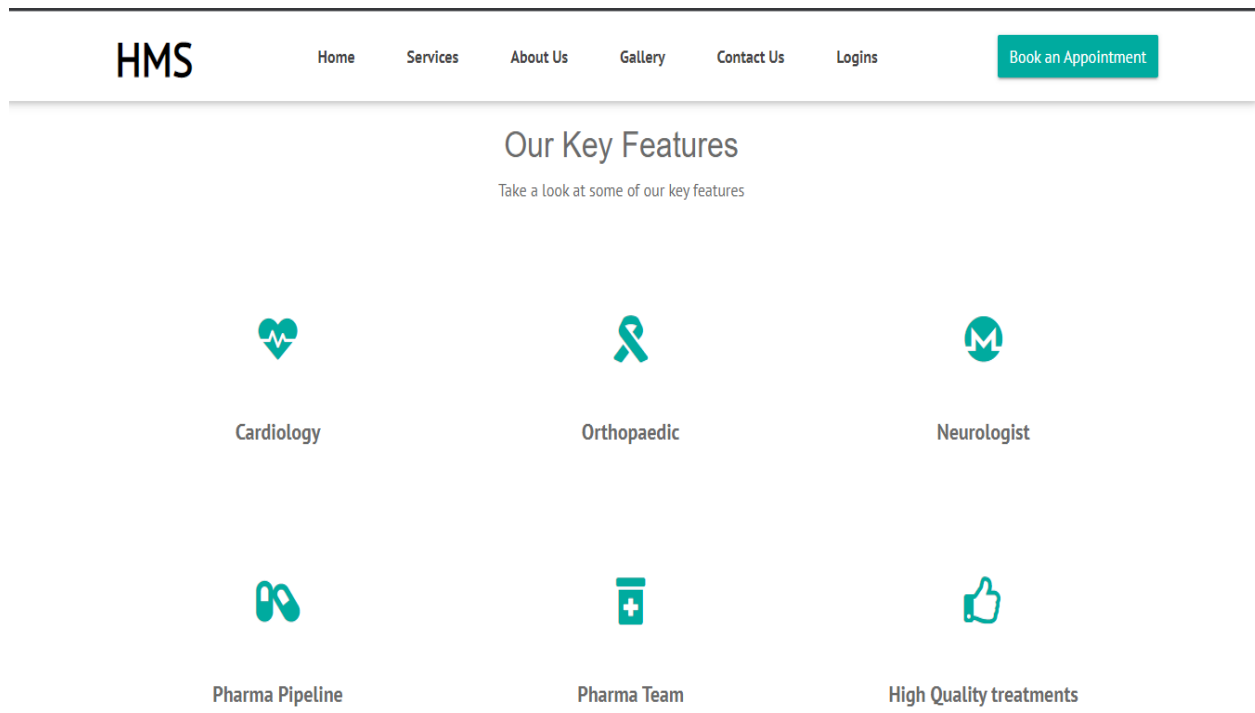 HMS Home Services About Us Gallery Contact Us Logins Book an Appointment
Our Key Features
Take a look at some of our key features
Cardiology Orthopaedic Neurologist
Pharma Pipeline Pharma Team High Quality treatments